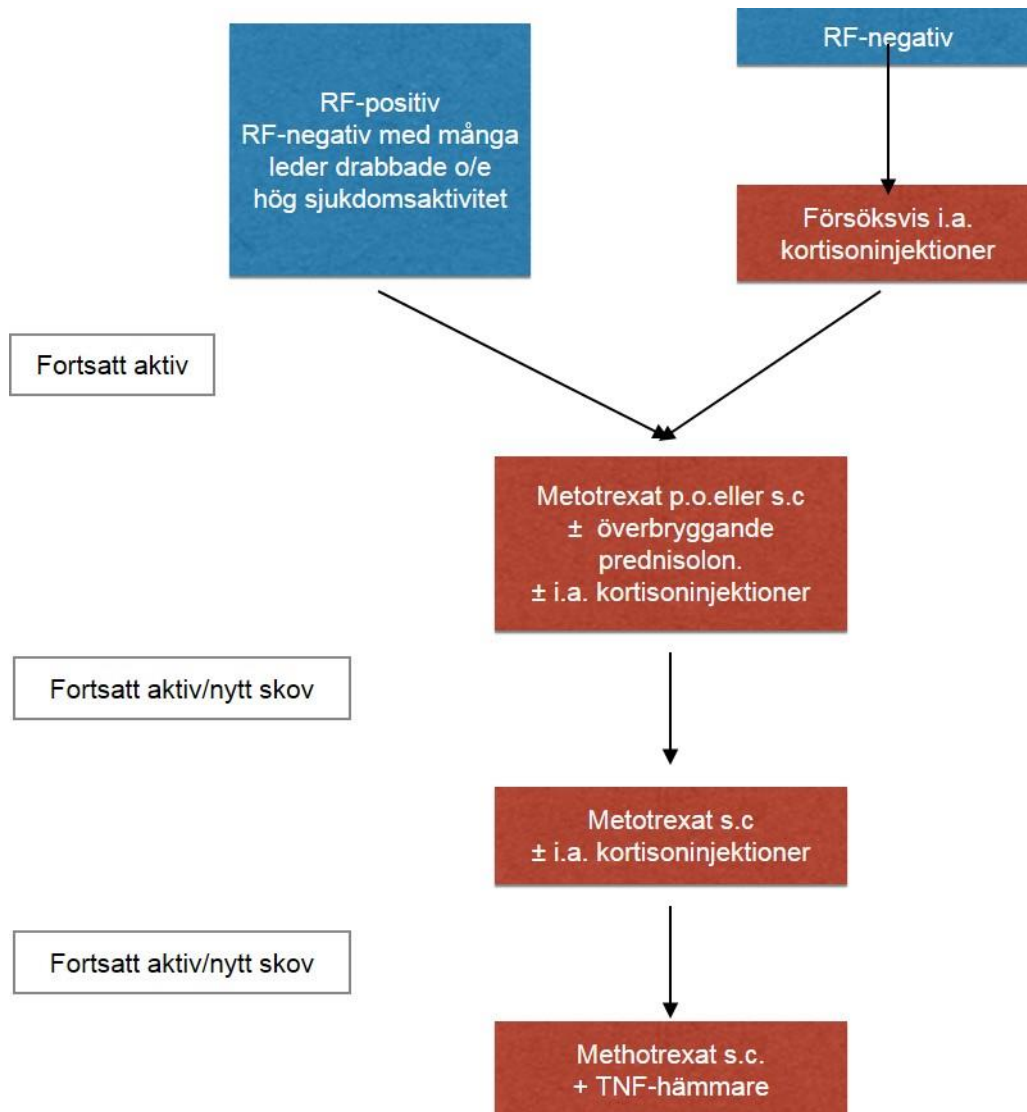 RF-negativ
RF-positiv
RF-negativ med många
leder drabbade o/e
hög sjukdomsaktivitet
Försöksvis i.a.
kortisoninjektioner
Fortsatt aktiv
Metotrexat p.o.eller s.c
± överbryggande
prednisolon.
± i.a. kortisoninjektioner
Fortsatt aktiv/nytt skov
Metotrexat s.c
± i.a. kortisoninjektioner
Fortsatt aktiv/nytt skov
Methotrexat s.c.
+ TNF-hämmare